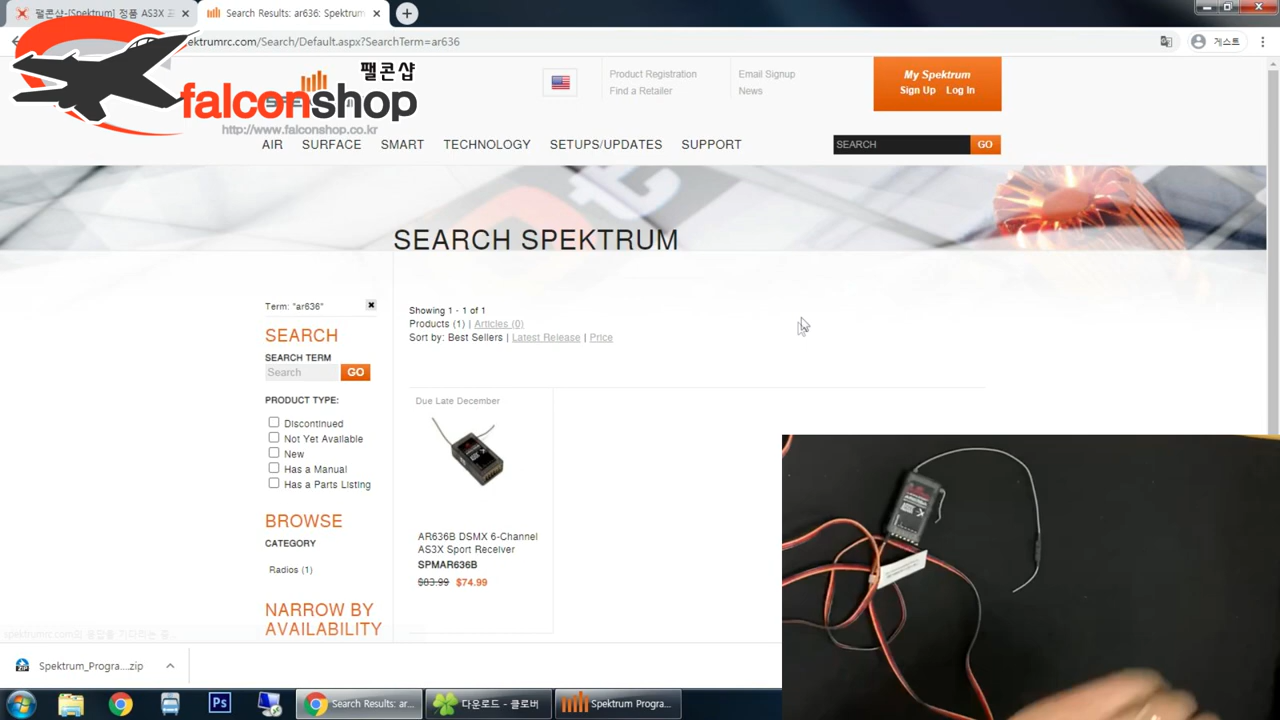 팰콘샵-[Spectrum] 정품 AS3X
Search Results: ar636: Spektrum
ektrumrc.com/Search/Default.aspx?SearchTerm=ar636
게스트
팰콘샵
falconshop
http://www.falconshop.co.kr
Product Registration
Find a Retailer
Email Signup
News
My Spektrum
Sign Up Log In
AIR SURFACE SMART TECHNOLOGY SETUPS/UPDATES SUPPORT
SEARCH GO
SEARCH SPEKTRUM
Term: "ar636"
SEARCH
SEARCH TERM
Search GO
PRODUCT TYPE:
Discontinued
Not Yet Available
New
Has a Manual
Has a Parts Listing
BROWSE
CATEGORY
Radios (1)
NARROW BY
AVAILABILITY
Showing 1 - 1 of 1
Products (1) | Articles (0)
Sort by: Best Sellers | Latest Release | Price
Due Late December
AR636B DSMX 6-Channel
AS3X Sport Receiver
SPMAR636B
$83.99 $74.99
Spektrum_Progra....zip
Search Results: ar...
다운로드 - 클로버
Spektrum Progra...